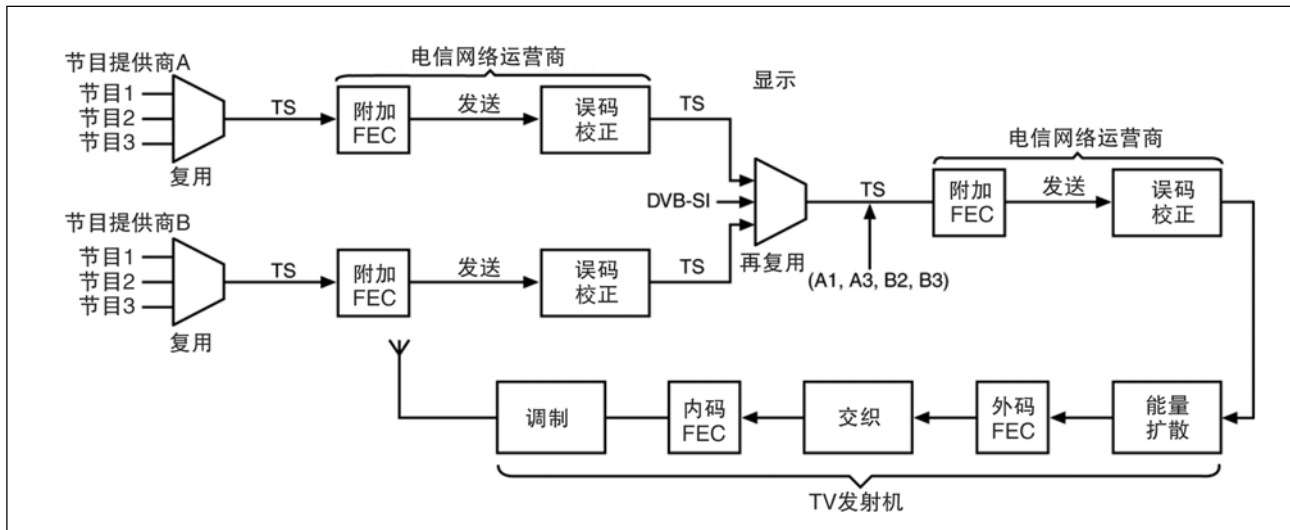 节目提供商A
节目1
节目2
节目3
复用
TS
电信网络运营商
附加
FEC
发送
误码
校正
TS
显示
节目提供商B
节目1
节目2
节目3
复用
TS
附加
FEC
发送
误码
校正
TS
DVB-SI
再复用
TS
(A1, A3, B2, B3)
电信网络运营商
附加
FEC
发送
误码
校正
调制
内码
FEC
交织
外码
FEC
能量
扩散
TV发射机